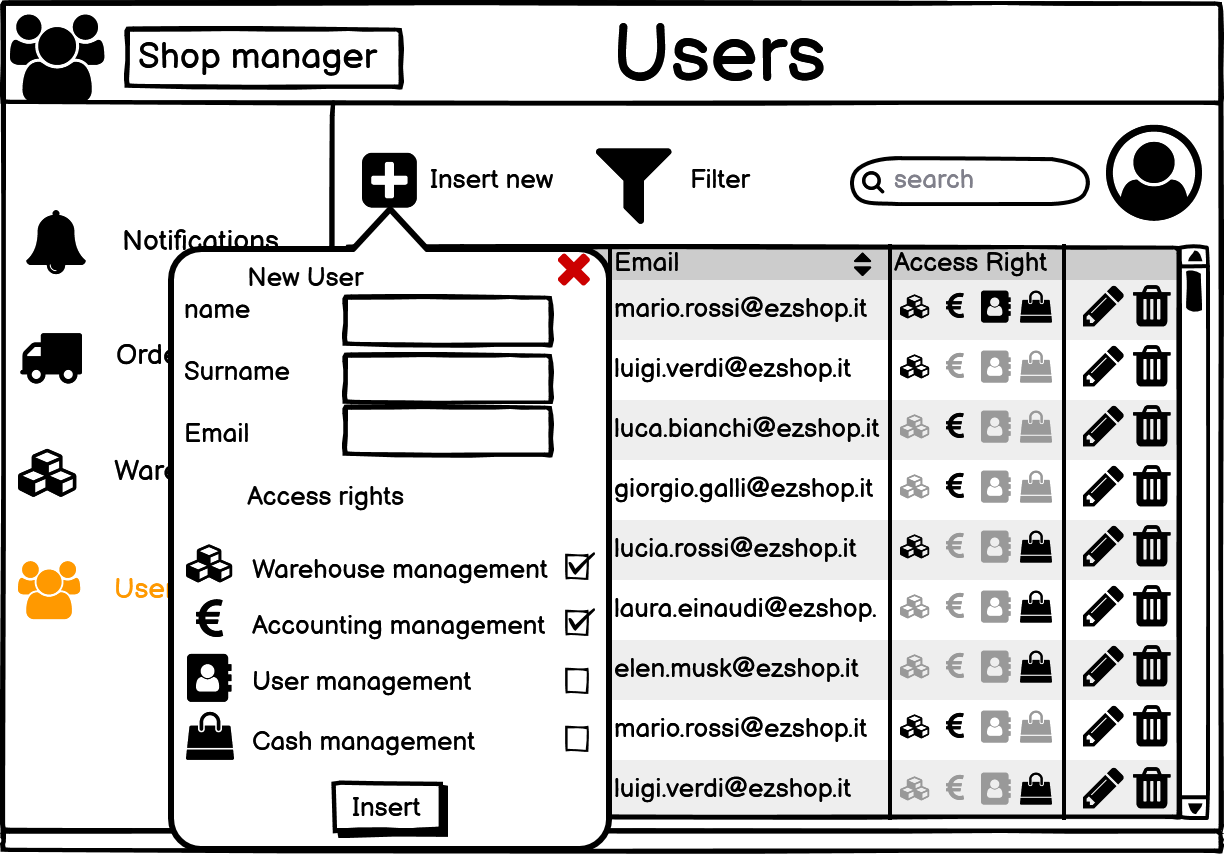 Shop manager
Users
Insert new
Filter
search
Notifications
New User
name
Surname
Email
Access rights
Warehouse management
Accounting management
User management
Cash management
Insert
Email
Access Right
mario.rossi@ezshop.it
luigi.verdi@ezshop.it
luca.bianchi@ezshop.it
giorgio.galli@ezshop.it
lucia.rossi@ezshop.it
laura.einaudi@ezshop.
elen.musk@ezshop.it
mario.rossi@ezshop.it
luigi.verdi@ezshop.it